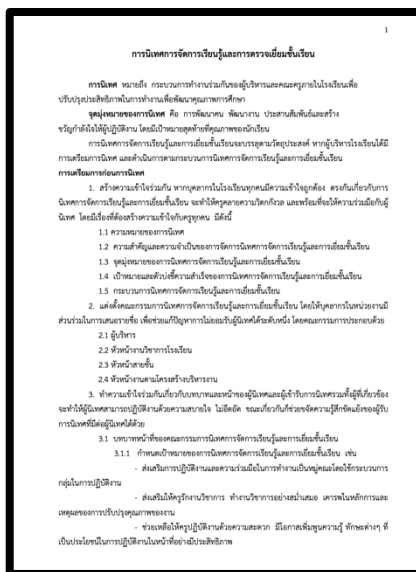 1
การนิเทศการจัดการเรียนรู้และการตรวจเยี่ยมชั้นเรียน
การนิเทศ หมายถึง กระบวนการทำงานร่วมกันของผู้บริหารและคณะครูภายในโรงเรียนเพื่อ
ปรับปรุงประสิทธิภาพในการทำงานเพื่อพัฒนาคุณภาพการศึกษา
จุดมุ่งหมายของการนิเทศ คือ การพัฒนาคน พัฒนางาน ประสานสัมพันธ์และสร้าง
ขวัญกำลังใจให้ผู้ปฏิบัติงาน โดยมีเป้าหมายสุดท้ายที่คุณภาพของนักเรียน
การนิเทศการจัดการเรียนรู้และการเยี่ยมชั้นเรียนจะบรรลุตามวัตถุประสงค์ หากผู้บริหารโรงเรียนได้มี
การเตรียมการนิเทศ และดำเนินการตามกระบวนการนิเทศการจัดการเรียนรู้และการเยี่ยมชั้นเรียน
การเตรียมการก่อนการนิเทศ
1. สร้างความเข้าใจร่วมกัน หากบุคลากรในโรงเรียนทุกคนมีความเข้าใจถูกต้อง ตรงกันเกี่ยวกับการ
นิเทศการจัดการเรียนรู้และการเยี่ยมชั้นเรียน จะทำให้ครูคลายความวิตกกังวล และพร้อมที่จะให้ความร่วมมือกับผู้
นิเทศ โดยมีเรื่องที่ต้องสร้างความเข้าใจกับครูทุกคน มีดังนี้
1.1 ความหมายของการนิเทศ
1.2 ความสำคัญและความจำเป็นของการจัดการนิเทศการจัดการเรียนรู้และการเยี่ยมชั้นเรียน
1.3 จุดมุ่งหมายของการนิเทศการจัดการเรียนรู้และการเยี่ยมชั้นเรียน
1.4 เป้าหมายและตัวบ่งชี้ความสำเร็จของการนิเทศการจัดการเรียนรู้และการเยี่ยมชั้นเรียน
1.5 กระบวนการนิเทศการจัดการเรียนรู้และการเยี่ยมชั้นเรียน
2. แต่งตั้งคณะกรรมการนิเทศการจัดการเรียนรู้และการเยี่ยมชั้นเรียน โดยให้บุคลากรในหน่วยงานมี
ส่วนร่วมในการเสนอรายชื่อ เพื่อช่วยแก้ปัญหาการไม่ยอมรับผู้นิเทศได้ระดับหนึ่ง โดยคณะกรรมการประกอบด้วย
2.1 ผู้บริหาร
2.2 หัวหน้างานวิชาการโรงเรียน
2.3 หัวหน้าสายชั้น
2.4 หัวหน้างานตามโครงสร้างบริหารงาน
3. ทำความเข้าใจร่วมกันเกี่ยวกับบทบาทและหน้าของผู้นิเทศและผู้เข้ารับการนิเทศรวมทั้งผู้ที่เกี่ยวข้อง
จะทำให้ผู้นิเทศสามารถปฏิบัติงานด้วยความสบายใจ ไม่อึดอัด ขณะเกี่ยวกันก็ช่วยขจัดความรู้สึกขัดแย้งของผู้รับ
การนิเทศที่มีต่อผู้นิเทศได้ด้วย
3.1 บทบาทหน้าที่ของคณะกรรมการนิเทศการจัดการเรียนรู้และการเยี่ยมชั้นเรียน
3.1.1 กำหนดเป้าหมายของการนิเทศการจัดการเรียนรู้และการเยี่ยมชั้นเรียน เช่น
- ส่งเสริมการปฏิบัติงานและความร่วมมือในการทำงานเป็นหมู่คณะโดยใช้กระบวนการ
กลุ่มในการปฏิบัติงาน
- ส่งเสริมให้ครูรักงานวิชาการ ทำงานวิชาการอย่างสม่ำเสมอ เคารพในหลักการและ
เหตุผลของการปรับปรุงคุณภาพของงาน
- ช่วยเหลือให้ครูปฏิบัติงานด้วยความสะดวก มีโอกาสเพิ่มพูนความรู้ ทักษะต่างๆ ที่
เป็นประโยชน์ในการปฏิบัติงานในหน้าที่อย่างมีประสิทธิภาพ